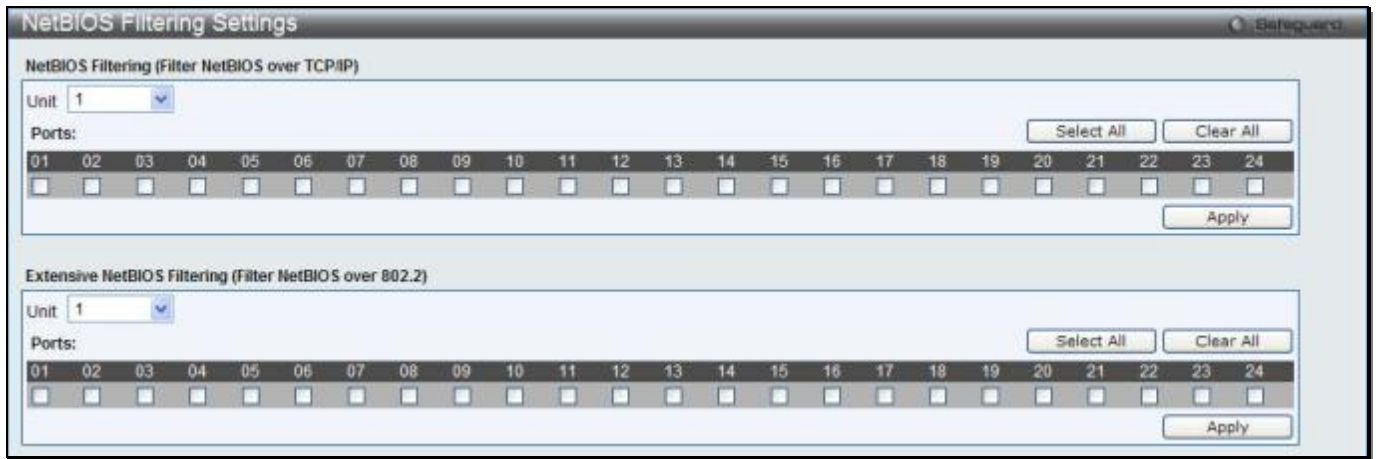 NetBIOS Filtering Settings Safeguard
NetBIOS Filtering (Filter NetBIOS over TCP/IP)
Unit 1
Ports: Select All Clear All
01 02 03 04 05 06 07 08 09 10 11 12 13 14 15 16 17 18 19 20 21 22 23 24
Apply
Extensive NetBIOS Filtering (Filter NetBIOS over 802.2)
Unit 1
Ports: Select All Clear All
01 02 03 04 05 06 07 08 09 10 11 12 13 14 15 16 17 18 19 20 21 22 23 24
Apply